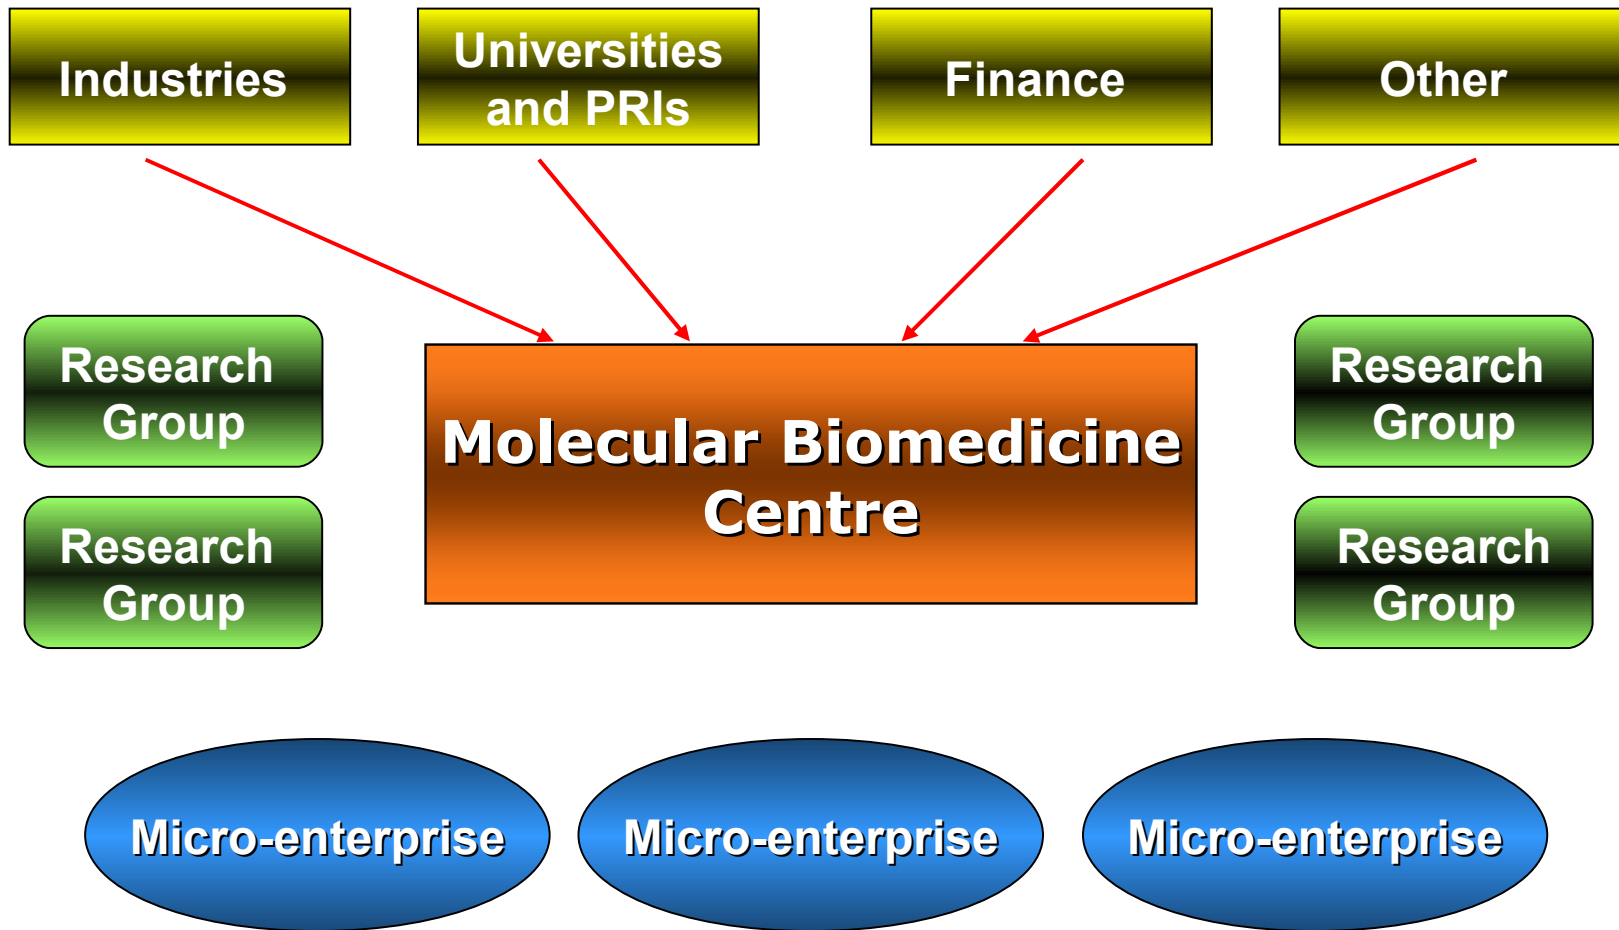 Industries
Universities
and PRIs
Finance
Other
Research
Group
Research
Group
Molecular Biomedicine
Centre
Research
Group
Research
Group
Micro-enterprise
Micro-enterprise
Micro-enterprise